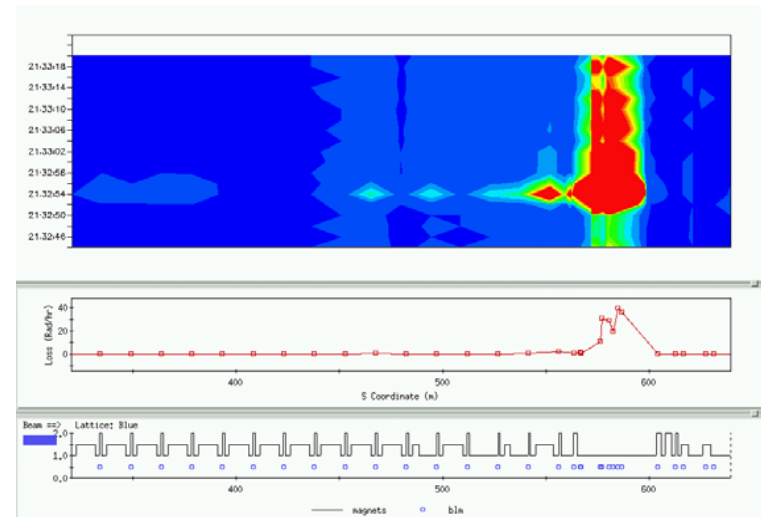 21:33:18
21:33:14
21:33:10
21:33:06
21:33:02
21:32:58
21:32:54
21:32:50
21:32:46
Loss (Rad/hr)
40
20
0
400 500 600
S Coordinate (m)
Beam ==> Lattice: Blue
2.0
1.0
0.0
400 500 600
magnets blm